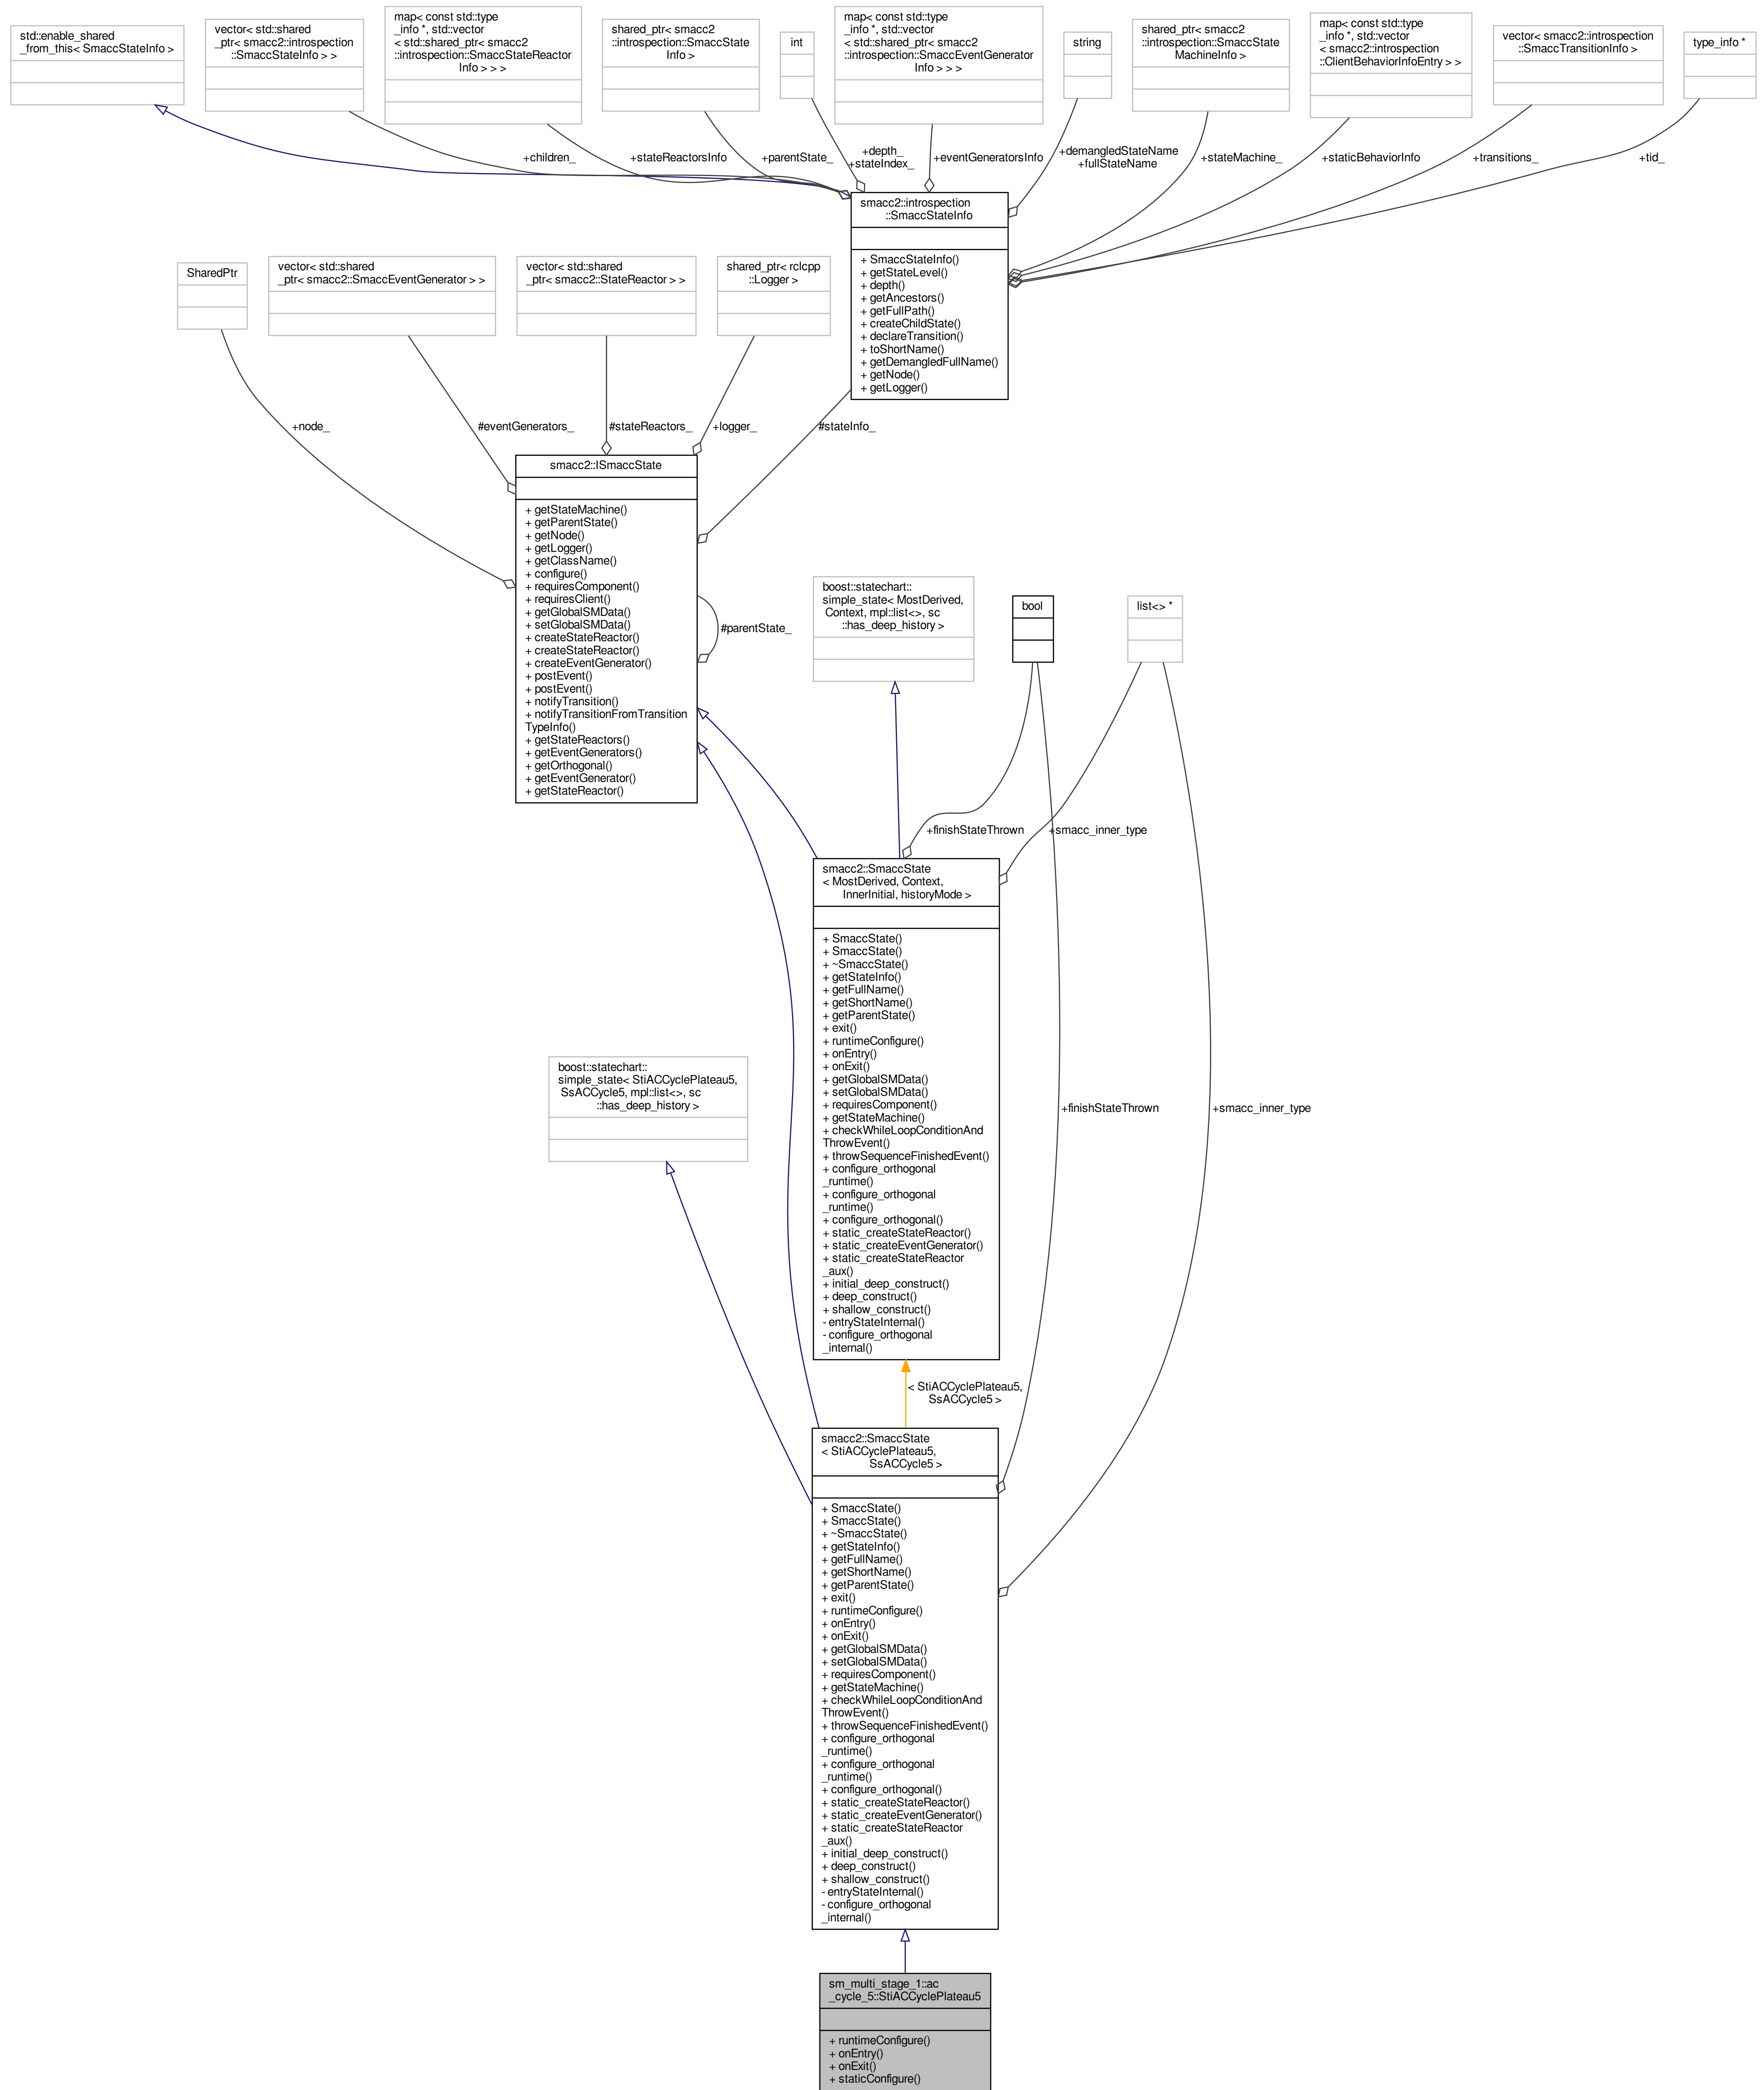 std::enable_shared
_from_this< SmaccStateInfo >
vector< std::shared
_ptr< smacc2::introspection
::SmaccStateInfo > >
map< const std::type
_info *, std::vector
< std::shared_ptr< smacc2
::introspection::SmaccStateReactor
Info > > >
shared_ptr< smacc2
::introspection::SmaccState
Info >
int
map< const std::type
_info *, std::vector
< std::shared_ptr< smacc2
::introspection::SmaccEventGenerator
Info > > >
string
shared_ptr< smacc2
::introspection::SmaccState
MachineInfo >
map< const std::type
_info *, std::vector
< smacc2::introspection
::ClientBehaviorInfoEntry > >
vector< smacc2::introspection
::SmaccTransitionInfo >
type_info *
+children_
+stateReactorsInfo
+parentState_
+depth_
+stateIndex_
+eventGeneratorsInfo
+demangledStateName
+fullStateName
+stateMachine_
+staticBehaviorInfo
+transitions_
+tid_
smacc2::introspection
::SmaccStateInfo
+ SmaccStateInfo()
+ getStateLevel()
+ depth()
+ getAncestors()
+ getFullPath()
+ createChildState()
+ declareTransition()
+ toShortName()
+ getDemangledFullName()
+ getNode()
+ getLogger()
SharedPtr
vector< std::shared
_ptr< smacc2::SmaccEventGenerator > >
vector< std::shared
_ptr< smacc2::StateReactor > >
shared_ptr< rclcpp
::Logger >
+node_
#eventGenerators_
#stateReactors_
+logger_
#stateInfo_
smacc2::ISmaccState
+ getStateMachine()
+ getParentState()
+ getNode()
+ getLogger()
+ getClassName()
+ configure()
+ requiresComponent()
+ requiresClient()
+ getGlobalSMData()
+ setGlobalSMData()
+ createStateReactor()
+ createStateReactor()
+ createEventGenerator()
+ postEvent()
+ postEvent()
+ notifyTransition()
+ notifyTransitionFromTransition
TypeInfo()
+ getStateReactors()
+ getEventGenerators()
+ getOrthogonal()
+ getEventGenerator()
+ getStateReactor()
#parentState_
boost::statechart::
simple_state< MostDerived,
Context, mpl::list<>, sc
::has_deep_history >
bool
list<> *
+finishStateThrown
+smacc_inner_type
smacc2::SmaccState
< MostDerived, Context,
InnerInitial, historyMode >
+ SmaccState()
+ SmaccState()
+ ~SmaccState()
+ getStateInfo()
+ getFullName()
+ getShortName()
+ getParentState()
+ exit()
+ runtimeConfigure()
+ onEntry()
+ onExit()
+ getGlobalSMData()
+ setGlobalSMData()
+ requiresComponent()
+ getStateMachine()
+ checkWhileLoopConditionAnd
ThrowEvent()
+ throwSequenceFinishedEvent()
+ configure_orthogonal
_runtime()
+ configure_orthogonal
_runtime()
+ configure_orthogonal()
+ static_createStateReactor()
+ static_createEventGenerator()
+ static_createStateReactor
_aux()
+ initial_deep_construct()
+ deep_construct()
+ shallow_construct()
- entryStateInternal()
- configure_orthogonal
_internal()
boost::statechart::
simple_state< StiACCyclePlateau5,
SsACCycle5, mpl::list<>, sc
::has_deep_history >
+finishStateThrown
+smacc_inner_type
< StiACCyclePlateau5,
SsACCycle5 >
smacc2::SmaccState
< StiACCyclePlateau5,
SsACCycle5 >
+ SmaccState()
+ SmaccState()
+ ~SmaccState()
+ getStateInfo()
+ getFullName()
+ getShortName()
+ getParentState()
+ exit()
+ runtimeConfigure()
+ onEntry()
+ onExit()
+ getGlobalSMData()
+ setGlobalSMData()
+ requiresComponent()
+ getStateMachine()
+ checkWhileLoopConditionAnd
ThrowEvent()
+ throwSequenceFinishedEvent()
+ configure_orthogonal
_runtime()
+ configure_orthogonal
_runtime()
+ configure_orthogonal()
+ static_createStateReactor()
+ static_createEventGenerator()
+ static_createStateReactor
_aux()
+ initial_deep_construct()
+ deep_construct()
+ shallow_construct()
- entryStateInternal()
- configure_orthogonal
_internal()
sm_multi_stage_1::ac
_cycle_5::StiACCyclePlateau5
+ runtimeConfigure()
+ onEntry()
+ onExit()
+ staticConfigure()